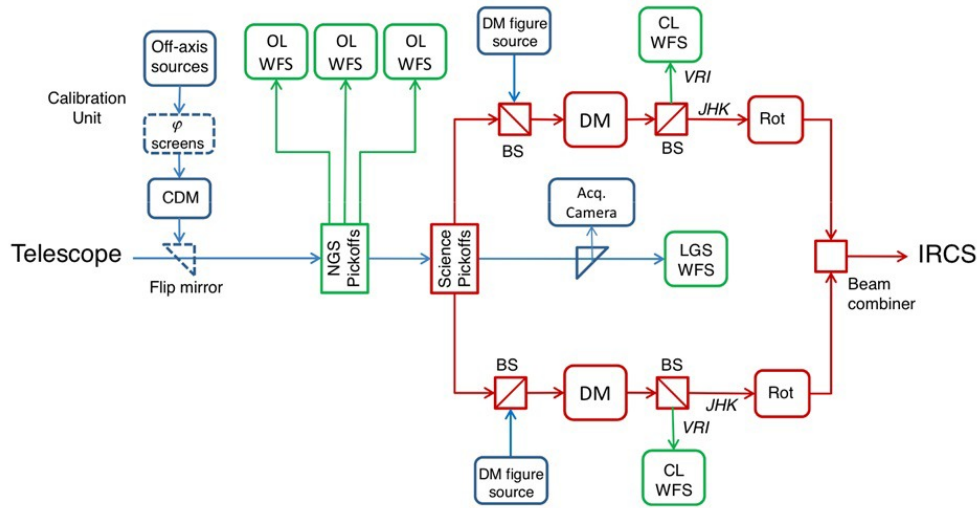 Off-axis
sources
Calibration
Unit
φ
screens
CDM
Telescope
Flip mirror
OL
WFS
OL
WFS
OL
WFS
NGS
Pickoffs
Science
Pickoffs
DM figure
source
BS
DM
CL
WFS
VRI
JHK
BS
Rot
Acq.
Camera
LGS
WFS
Beam
combiner
IRCS
BS
DM
BS
JHK
VRI
Rot
DM figure
source
CL
WFS